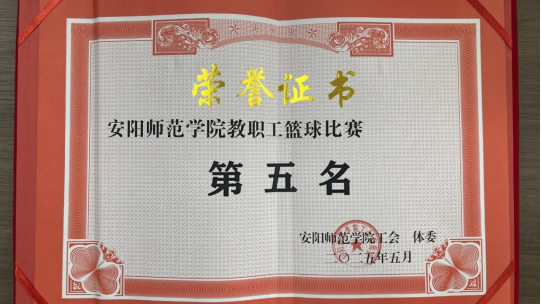 荣誉证书
安阳师范学院教职工篮球比赛
第五名
安阳师范学院工会 体委
二〇二五年五月